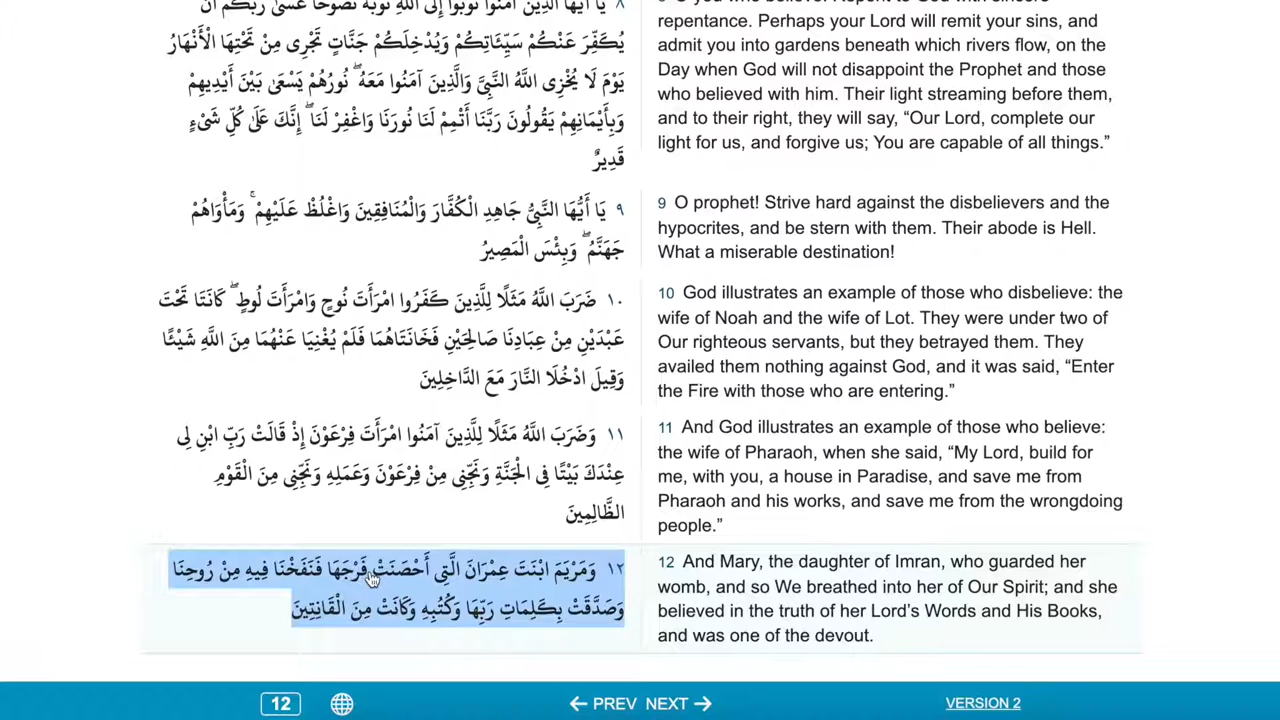 ٨ يَا أَيُّهَا الَّذِينَ آمَنُوا تُوبُوا إِلَى اللَّهِ تَوْبَةً نَصُوحًا عَسَىٰ رَبُّكُمْ أَنْ
يُكَفِّرَ عَنْكُمْ سَيِّئَاتِكُمْ وَيُدْخِلَكُمْ جَنَّاتٍ تَجْرِي مِنْ تَحْتِهَا الْأَنْهَارُ
يَوْمَ لَا يُخْزِي اللَّهُ النَّبِيَّ وَالَّذِينَ آمَنُوا مَعَهُ ۖ نُورُهُمْ يَسْعَىٰ بَيْنَ أَيْدِيهِمْ
وَبِأَيْمَانِهِمْ يَقُولُونَ رَبَّنَا أَتْمِمْ لَنَا نُورَنَا وَاغْفِرْ لَنَا ۖ إِنَّكَ عَلَىٰ كُلِّ شَيْءٍ
قَدِيرٌ
repentance. Perhaps your Lord will remit your sins, and
admit you into gardens beneath which rivers flow, on the
Day when God will not disappoint the Prophet and those
who believed with him. Their light streaming before them,
and to their right, they will say, “Our Lord, complete our
light for us, and forgive us; You are capable of all things.”
٩ يَا أَيُّهَا النَّبِيُّ جَاهِدِ الْكُفَّارَ وَالْمُنَافِقِينَ وَاغْلُظْ عَلَيْهِمْ ۚ وَمَأْوَاهُمْ
جَهَنَّمُ ۖ وَبِئْسَ الْمَصِيرُ
9 O prophet! Strive hard against the disbelievers and the
hypocrites, and be stern with them. Their abode is Hell.
What a miserable destination!
١٠ ضَرَبَ اللَّهُ مَثَلًا لِلَّذِينَ كَفَرُوا امْرَأَتَ نُوحٍ وَامْرَأَتَ لُوطٍ ۖ كَانَتَا تَحْتَ
عَبْدَيْنِ مِنْ عِبَادِنَا صَالِحَيْنِ فَخَانَتَاهُمَا فَلَمْ يُغْنِيَا عَنْهُمَا مِنَ اللَّهِ شَيْئًا
وَقِيلَ ادْخُلَا النَّارَ مَعَ الدَّاخِلِينَ
10 God illustrates an example of those who disbelieve: the
wife of Noah and the wife of Lot. They were under two of
Our righteous servants, but they betrayed them. They
availed them nothing against God, and it was said, “Enter
the Fire with those who are entering.”
١١ وَضَرَبَ اللَّهُ مَثَلًا لِلَّذِينَ آمَنُوا امْرَأَتَ فِرْعَوْنَ إِذْ قَالَتْ رَبِّ ابْنِ لِي
عِنْدَكَ بَيْتًا فِي الْجَنَّةِ وَنَجِّنِي مِنْ فِرْعَوْنَ وَعَمَلِهِ وَنَجِّنِي مِنَ الْقَوْمِ
الظَّالِمِينَ
11 And God illustrates an example of those who believe:
the wife of Pharaoh, when she said, “My Lord, build for
me, with you, a house in Paradise, and save me from
Pharaoh and his works, and save me from the wrongdoing
people.”
١٢ وَمَرْيَمَ ابْنَتَ عِمْرَانَ الَّتِي أَحْصَنَتْ فَرْجَهَا فَنَفَخْنَا فِيهِ مِنْ رُوحِنَا
وَصَدَّقَتْ بِكَلِمَاتِ رَبِّهَا وَكُتُبِهِ وَكَانَتْ مِنَ الْقَانِتِينَ
12 And Mary, the daughter of Imran, who guarded her
womb, and so We breathed into her of Our Spirit; and she
believed in the truth of her Lord’s Words and His Books,
and was one of the devout.
12 PREV NEXT VERSION 2